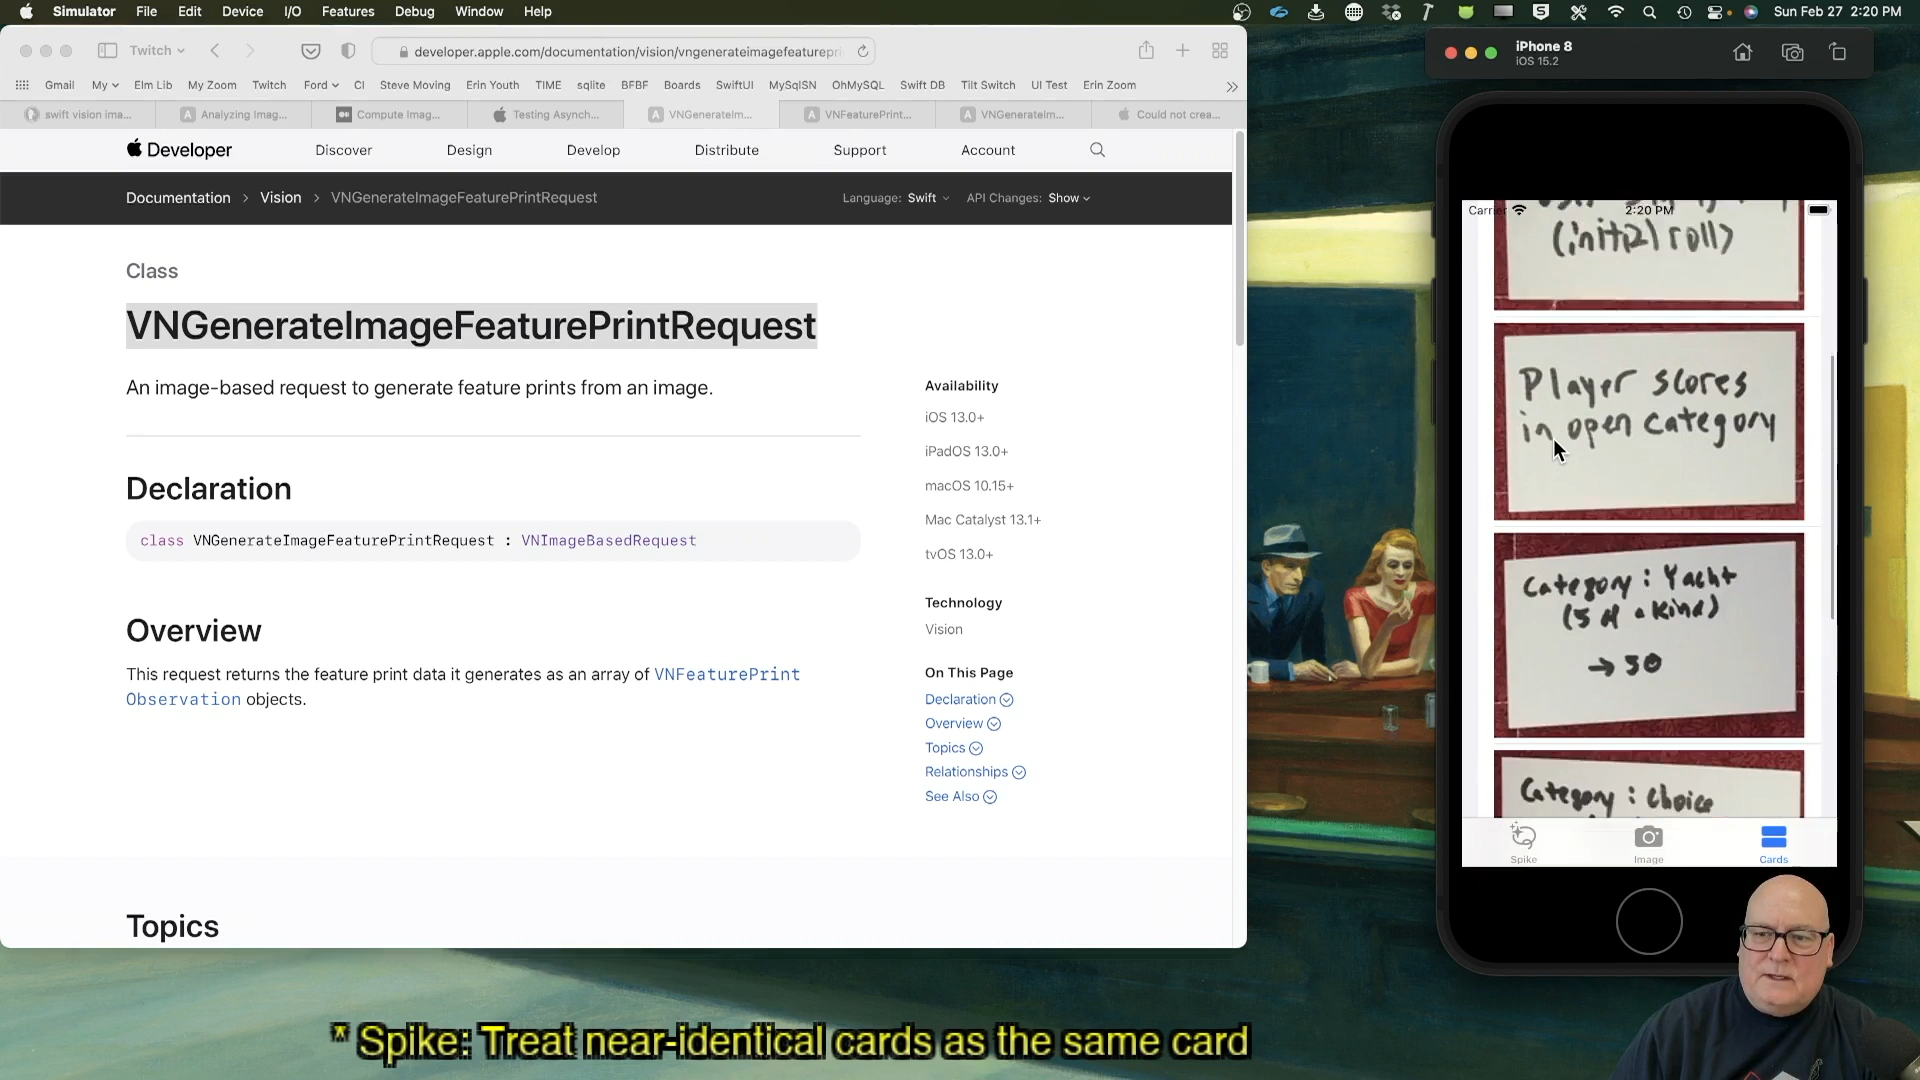 Simulator File Edit Device I/O Features Debug Window Help
Sun Feb 27 2:20 PM
Twitch
developer.apple.com/documentation/vision/vngenerateimagefeaturepri
Gmail My Elm Lib My Zoom Twitch Ford CI Steve Moving Erin Youth TIME sqlite BFBF Boards SwiftUI MySqlSN OhMySQL Swift DB Tilt Switch UI Test Erin Zoom
swift vision ima...
Analyzing Imag...
Compute Imag...
Testing Asynch...
VNGenerateIm...
VNFeaturePrint...
VNGenerateIm...
Could not crea...
Developer Discover Design Develop Distribute Support Account
Documentation > Vision > VNGenerateImageFeaturePrintRequest
Language: Swift API Changes: Show
Class
VNGenerateImageFeaturePrintRequest
An image-based request to generate feature prints from an image.
Declaration
class VNGenerateImageFeaturePrintRequest : VNImageBasedRequest
Overview
This request returns the feature print data it generates as an array of VNFeaturePrint
Observation objects.
Topics
Availability
iOS 13.0+
iPadOS 13.0+
macOS 10.15+
Mac Catalyst 13.1+
tvOS 13.0+
Technology
Vision
On This Page
Declaration
Overview
Topics
Relationships
See Also
iPhone 8
iOS 15.2
Carrier 2:20 PM
(initial roll)
Player scores
in open category
Category : Yacht
(5 of a kind)
→ 50
Category : Choice
Spike Image Cards
* Spike: Treat near-identical cards as the same card